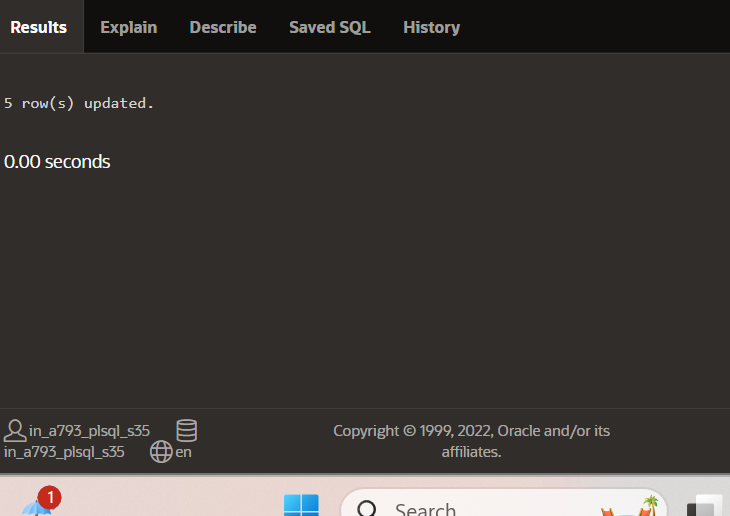 Results Explain Describe Saved SQL History
5 row(s) updated.
0.00 seconds
in_a793_plsql_s35
in_a793_plsql_s35 en
Copyright © 1999, 2022, Oracle and/or its
affiliates.
1
Search